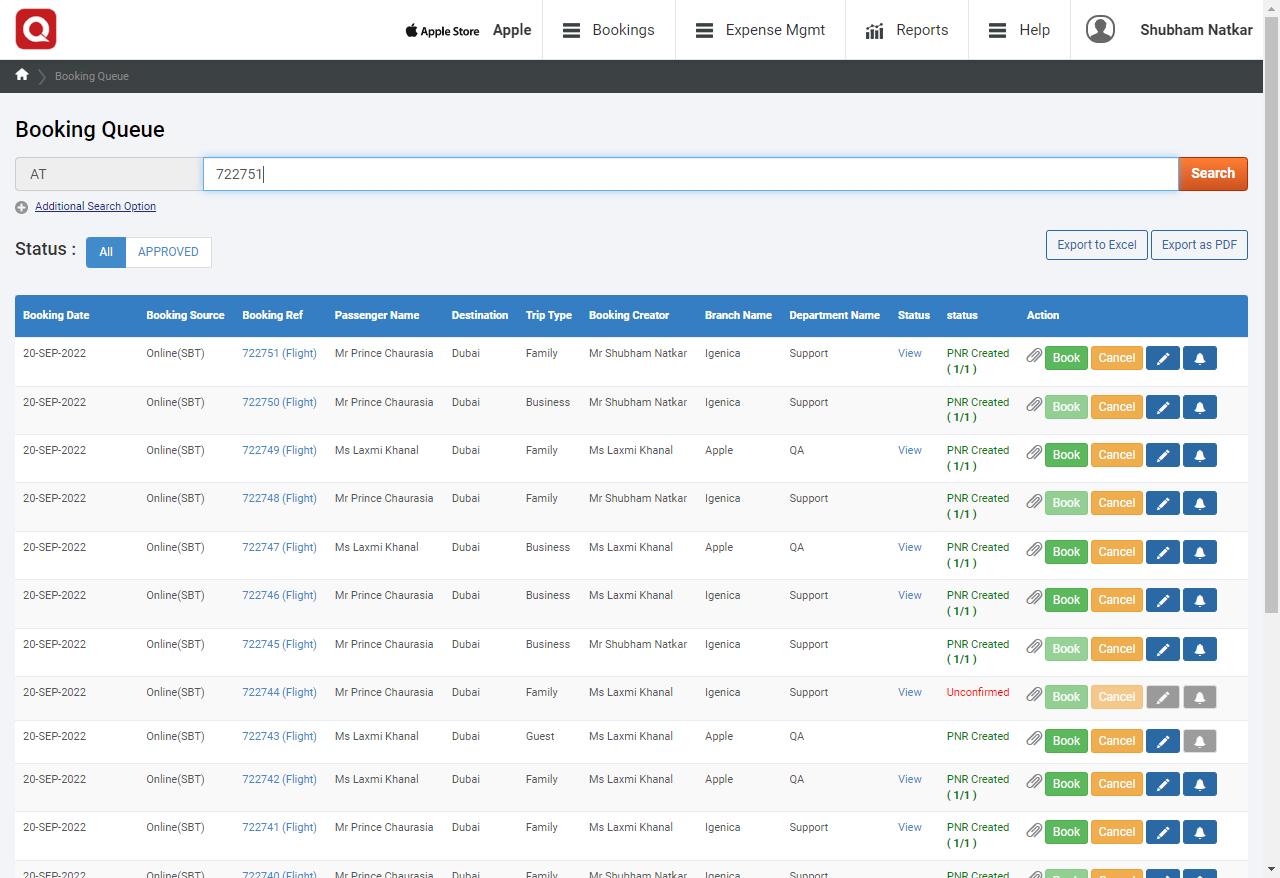 Apple Store Apple Bookings Expense Mgmt Reports Help Shubham Natkar
Booking Queue
Booking Queue
AT 722751 Search
Additional Search Option
Status : All APPROVED Export to Excel Export as PDF
Booking Date Booking Source Booking Ref Passenger Name Destination Trip Type Booking Creator Branch Name Department Name Status status Action
20-SEP-2022 Online(SBT) 722751 (Flight) Mr Prince Chaurasia Dubai Family Mr Shubham Natkar Igenica Support View PNR Created Book Cancel
( 1/1 )
20-SEP-2022 Online(SBT) 722750 (Flight) Mr Prince Chaurasia Dubai Business Mr Shubham Natkar Igenica Support PNR Created Book Cancel
( 1/1 )
20-SEP-2022 Online(SBT) 722749 (Flight) Ms Laxmi Khanal Dubai Family Ms Laxmi Khanal Apple QA View PNR Created Book Cancel
( 1/1 )
20-SEP-2022 Online(SBT) 722748 (Flight) Mr Prince Chaurasia Dubai Family Mr Shubham Natkar Igenica Support PNR Created Book Cancel
( 1/1 )
20-SEP-2022 Online(SBT) 722747 (Flight) Ms Laxmi Khanal Dubai Business Ms Laxmi Khanal Apple QA View PNR Created Book Cancel
( 1/1 )
20-SEP-2022 Online(SBT) 722746 (Flight) Mr Prince Chaurasia Dubai Business Ms Laxmi Khanal Igenica Support View PNR Created Book Cancel
( 1/1 )
20-SEP-2022 Online(SBT) 722745 (Flight) Mr Prince Chaurasia Dubai Business Mr Shubham Natkar Igenica Support PNR Created Book Cancel
( 1/1 )
20-SEP-2022 Online(SBT) 722744 (Flight) Mr Prince Chaurasia Dubai Family Ms Laxmi Khanal Igenica Support View Unconfirmed Book Cancel
20-SEP-2022 Online(SBT) 722743 (Flight) Ms Laxmi Khanal Dubai Guest Ms Laxmi Khanal Apple QA PNR Created Book Cancel
20-SEP-2022 Online(SBT) 722742 (Flight) Ms Laxmi Khanal Dubai Family Ms Laxmi Khanal Apple QA View PNR Created Book Cancel
( 1/1 )
20-SEP-2022 Online(SBT) 722741 (Flight) Mr Prince Chaurasia Dubai Family Ms Laxmi Khanal Igenica Support View PNR Created Book Cancel
( 1/1 )
20-SEP-2022 Online(SBT) 722740 (Flight) Mr Prince Chaurasia Dubai Family Ms Laxmi Khanal Igenica Support View PNR Created Book Cancel